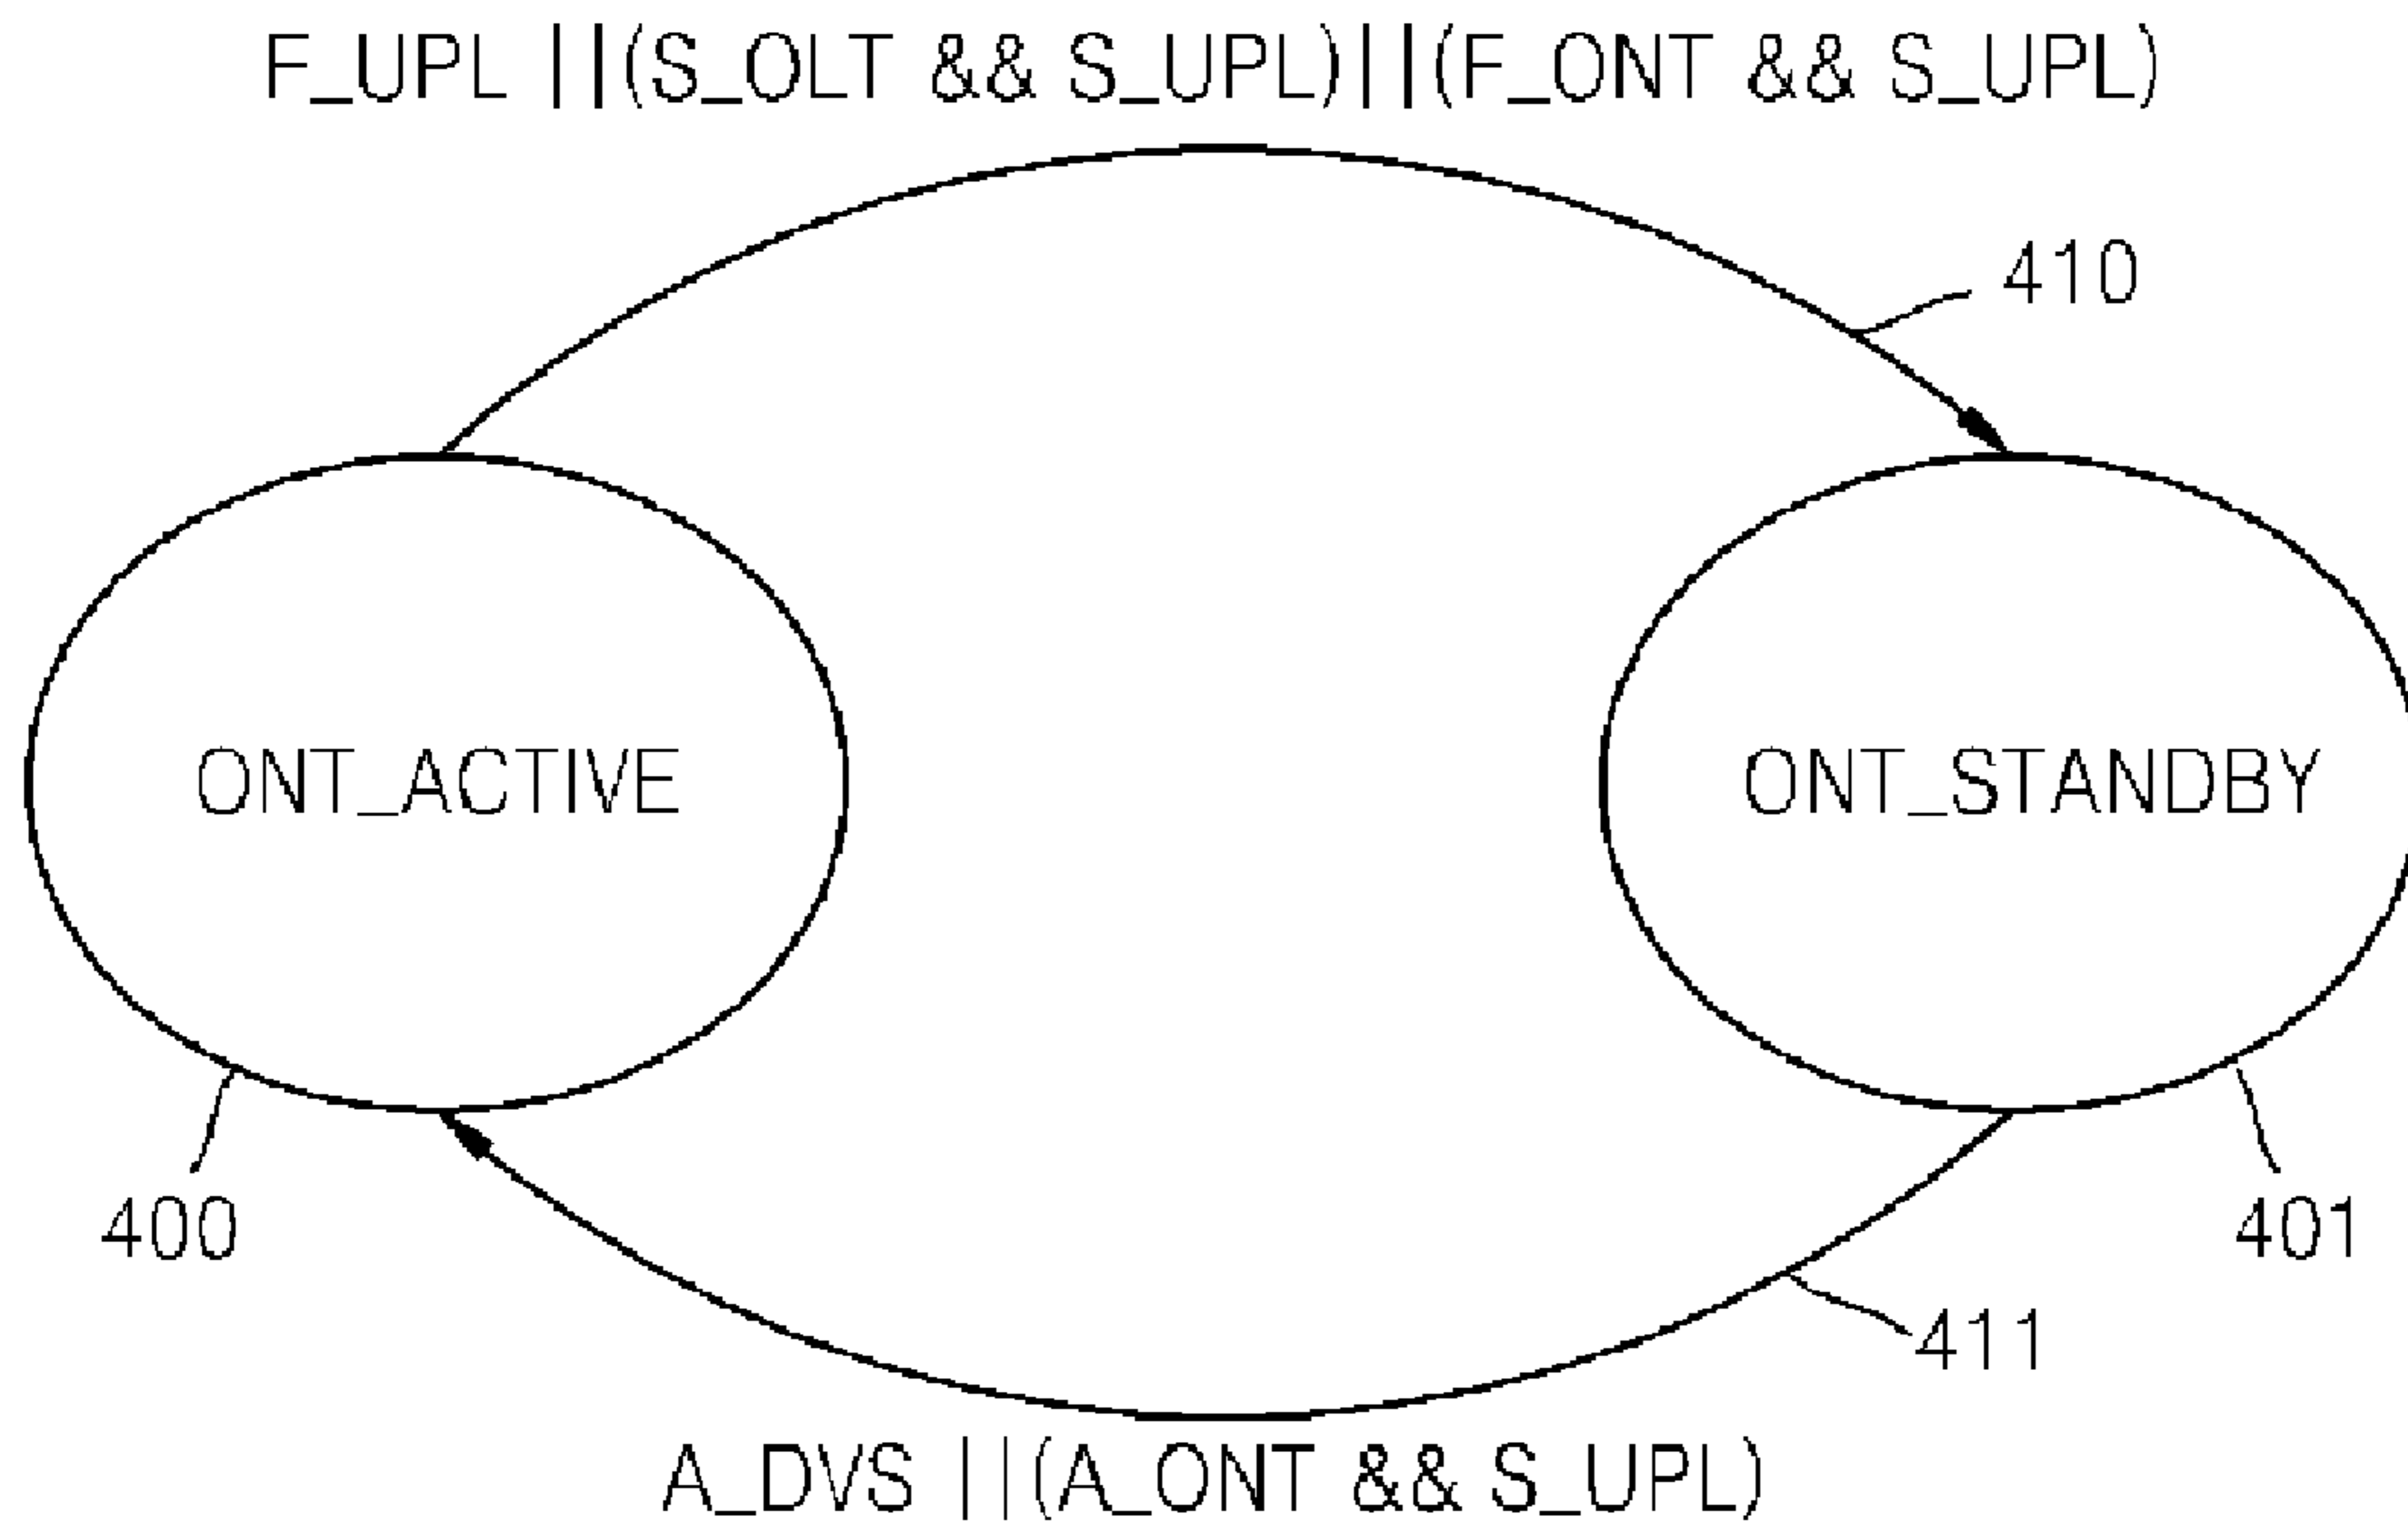 F_UPL ||(S_OLT && S_UPL)||(F_ONT && S_UPL)
410
ONT_ACTIVE
ONT_STANDBY
400
401
411
A_DVS ||(A_ONT && S_UPL)